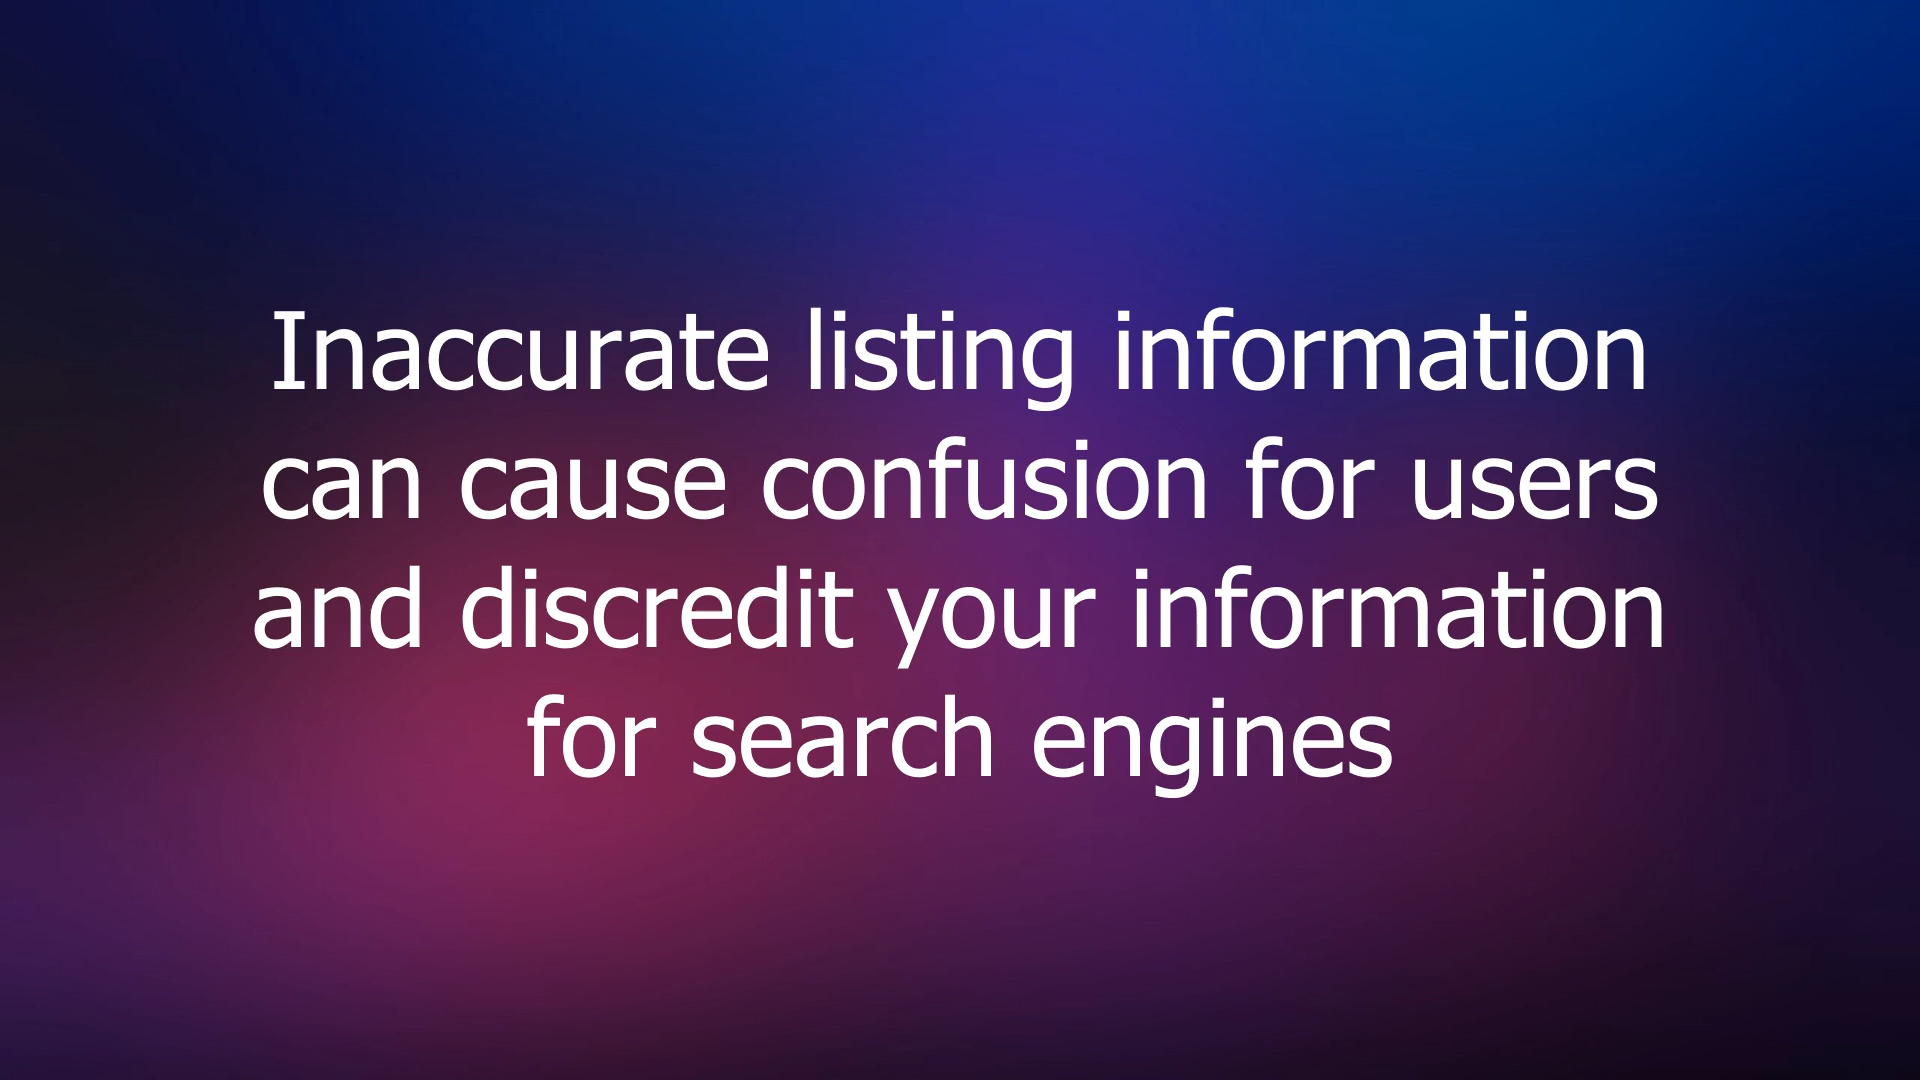 Inaccurate listing information
can cause confusion for users
and discredit your information
for search engines